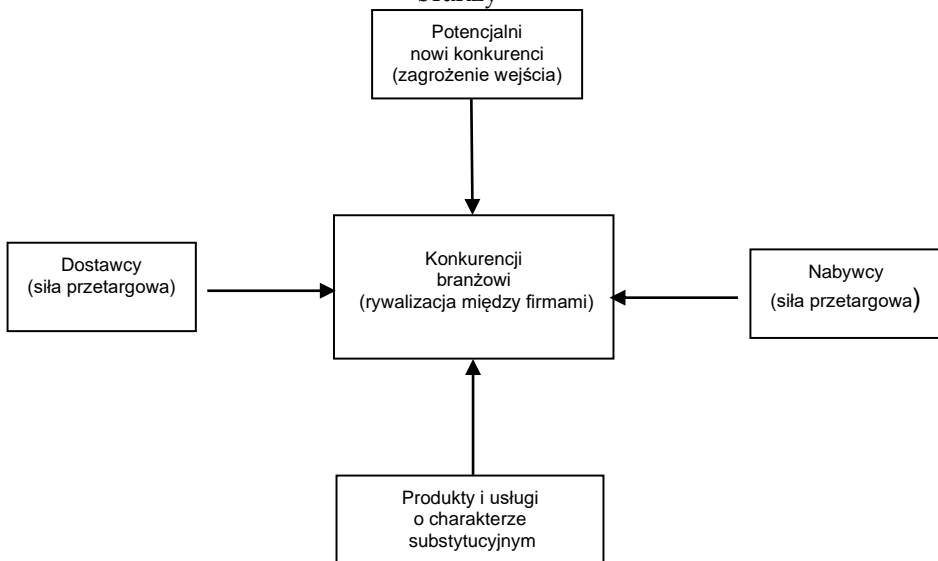 branży
Potencjalni
nowi konkurenci
(zagrożenie wejścia)
Dostawcy
(siła przetargowa)
Konkurencji
branżowi
(rywalizacja między firmami)
Nabywcy
(siła przetargowa)
Produkty i usługi
o charakterze
substytucyjnym